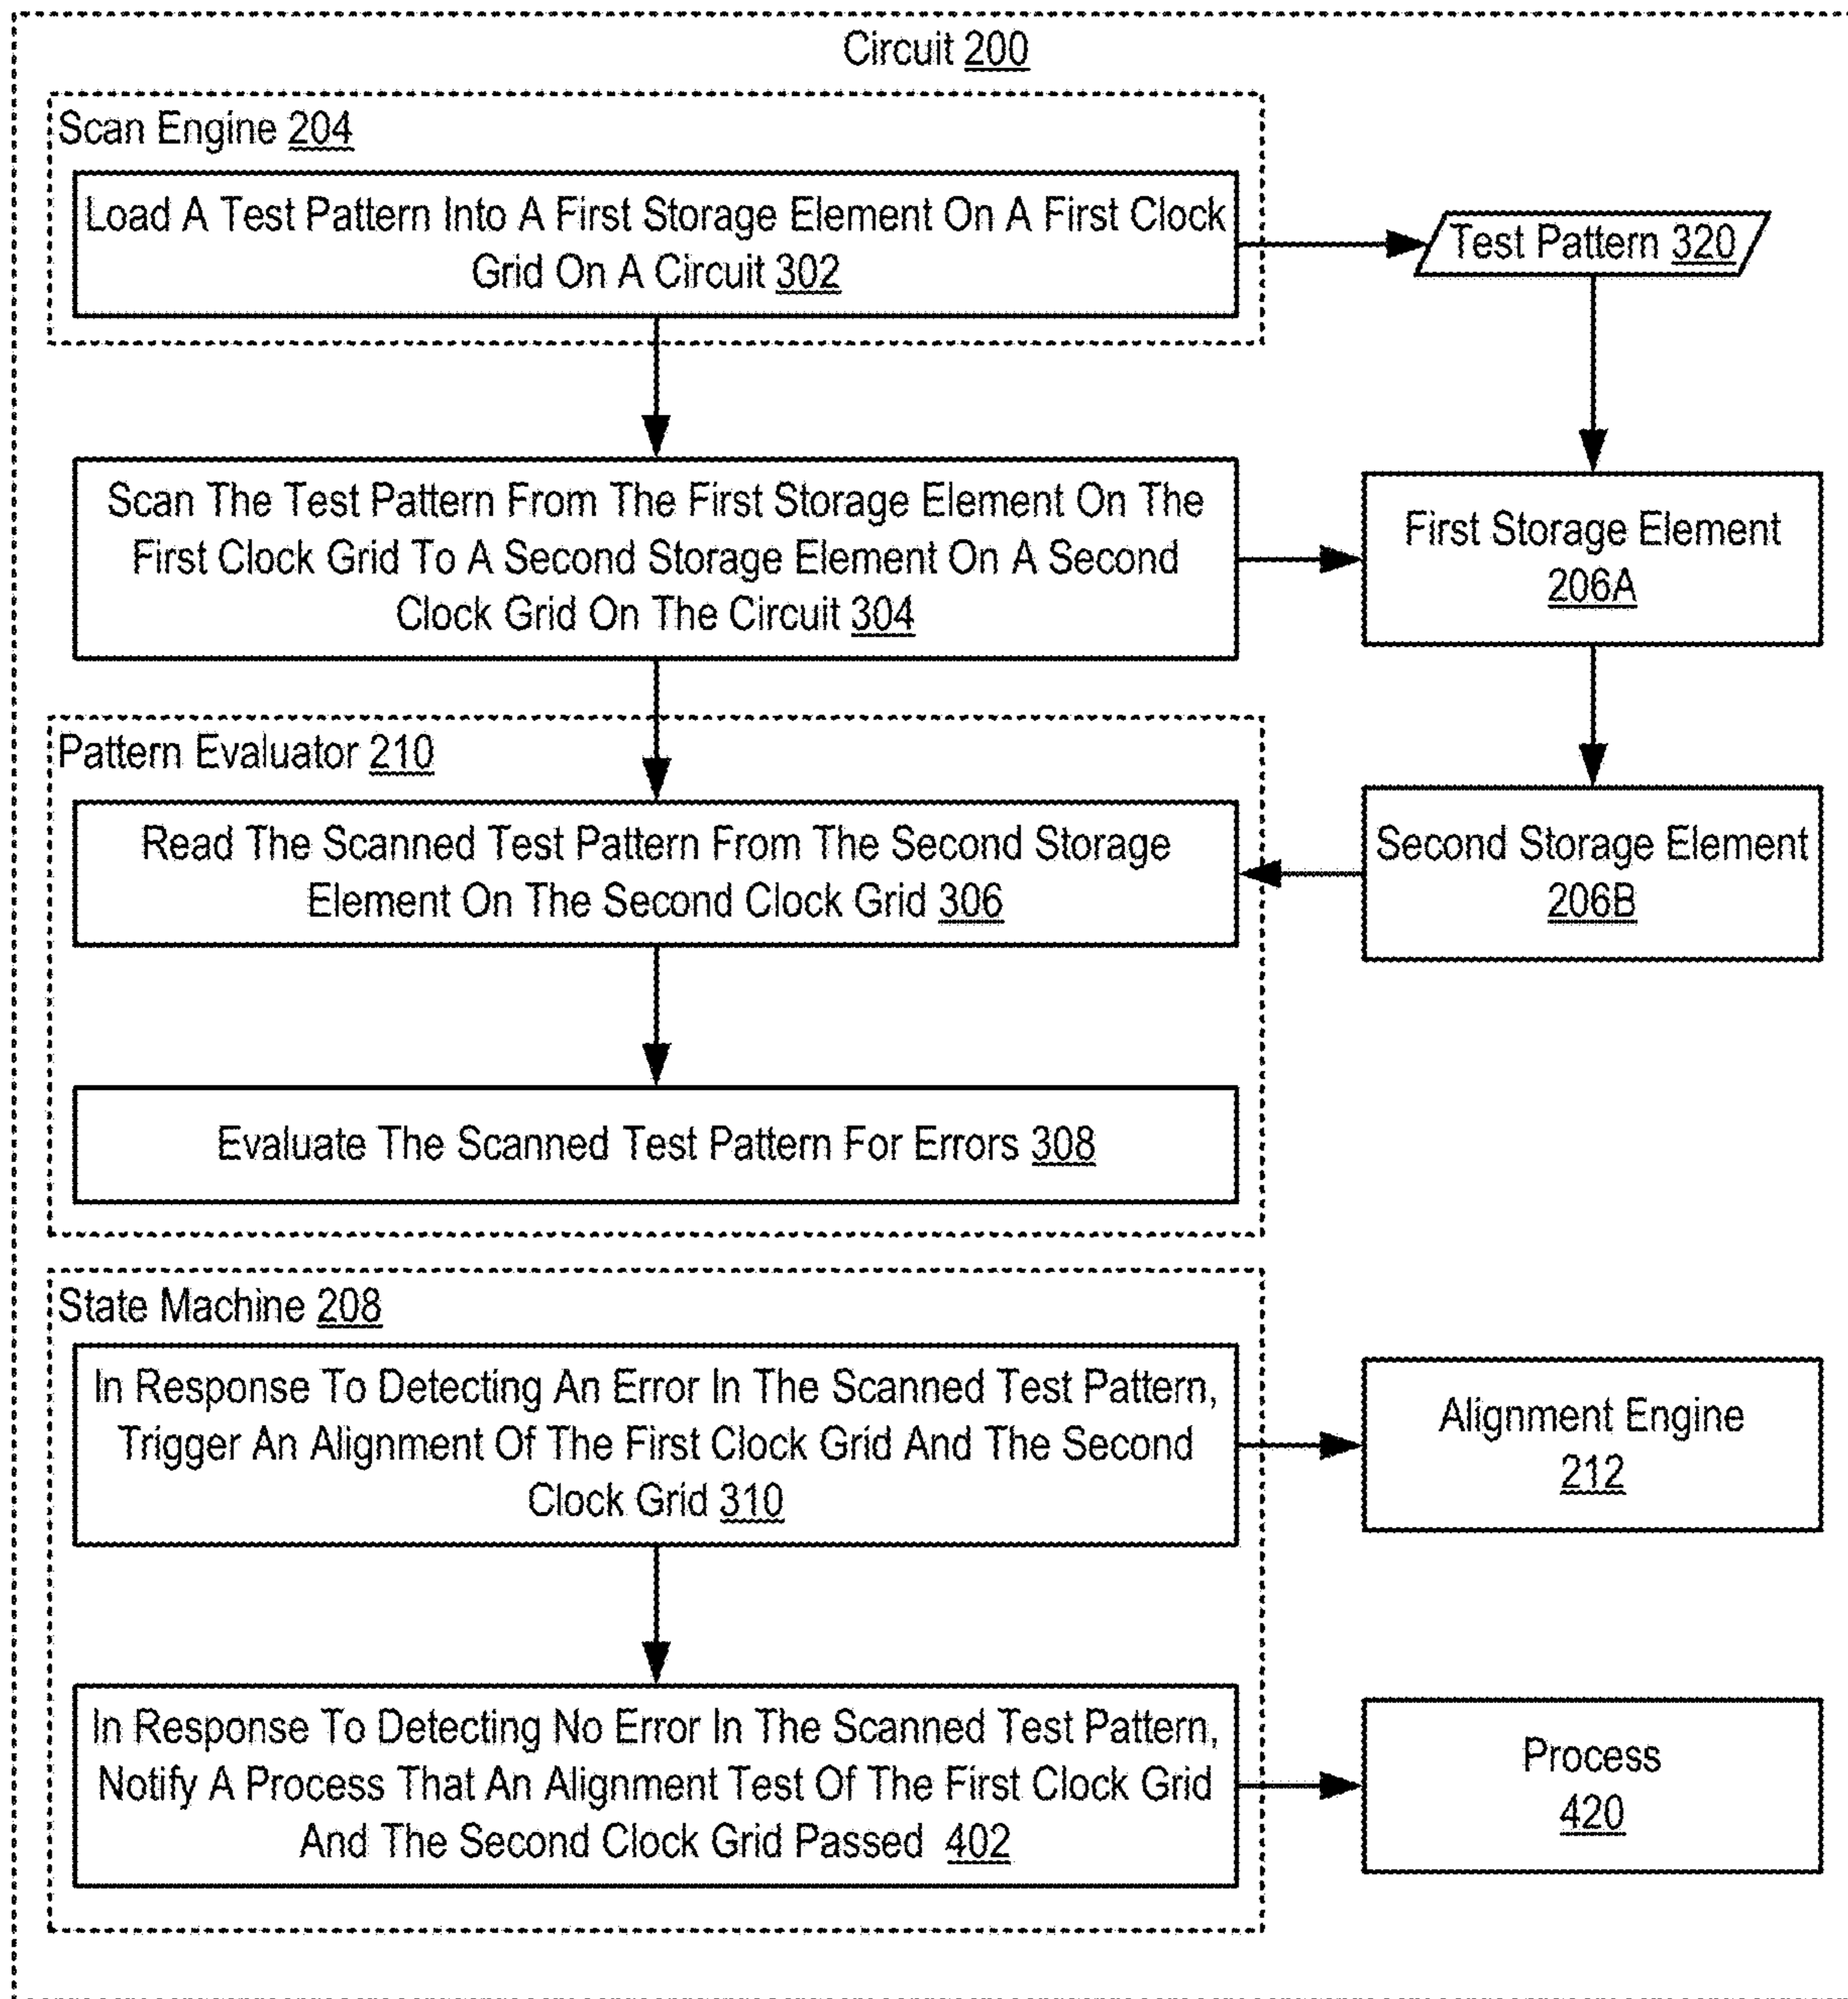 Circuit 200
Scan Engine 204
Load A Test Pattern Into A First Storage Element On A First Clock
Grid On A Circuit 302
Test Pattern 320
Scan The Test Pattern From The First Storage Element On The
First Clock Grid To A Second Storage Element On A Second
Clock Grid On The Circuit 304
First Storage Element
206A
Pattern Evaluator 210
Read The Scanned Test Pattern From The Second Storage
Element On The Second Clock Grid 306
Second Storage Element
206B
Evaluate The Scanned Test Pattern For Errors 308
State Machine 208
In Response To Detecting An Error In The Scanned Test Pattern,
Trigger An Alignment Of The First Clock Grid And The Second
Clock Grid 310
Alignment Engine
212
In Response To Detecting No Error In The Scanned Test Pattern,
Notify A Process That An Alignment Test Of The First Clock Grid
And The Second Clock Grid Passed 402
Process
420